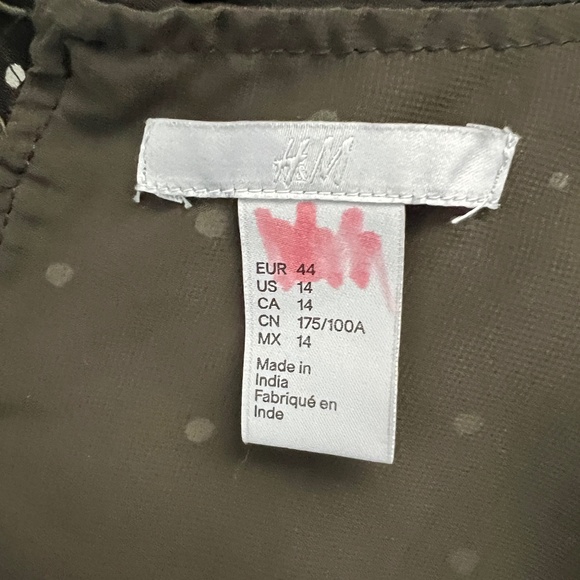 H&M
EUR 44
US 14
CA 14
CN 175/100A
MX 14
Made in
India
Fabriqué en
Inde